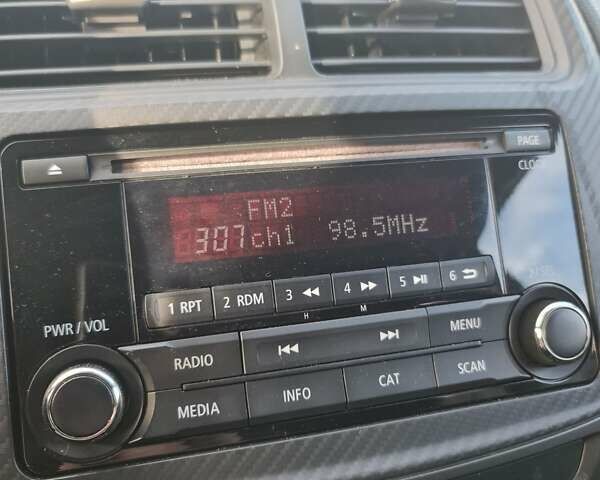 PAGE
CLOCK
FM2
307ch1 98.5MHz
1 RPT 2 RDM 3 4 5 6
H M
PWR / VOL
RADIO MENU
MEDIA INFO CAT SCAN